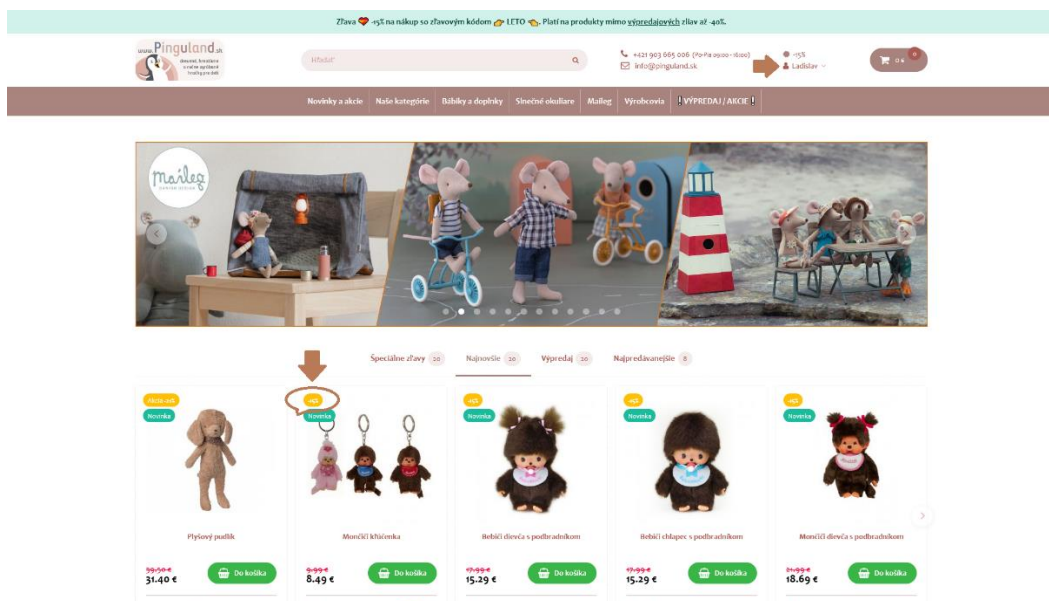 Zľava -15% na nákup so zľavovým kódom LETO . Platí na produkty mimo výpredajových zliav až -40%.
www.Pinguland.sk
Hľadať
+421 903 665 006 (Po-Pia 09:00 - 16:00)
info@pinguland.sk
-15%
Ladislav
0
0 €
Novinky a akcie
Naše kategórie
Bábiky a doplnky
Slnečné okuliare
Maileg
Výrobcovia
VÝPREDAJ / AKCIE
maileg
Špeciálne zľavy 20
Najnovšie 20
Výpredaj 20
Najpredávanejšie 8
Novinka
-15%
Novinka
-15%
Novinka
-15%
Novinka
-15%
Novinka
Plyšový pudlík
Mončiči kľúčenka
Bebiči dievča s podbradníkom
Bebiči chlapec s podbradníkom
Mončiči dievča s podbradníkom
39.50 €
31.40 €
Do košíka
9.99 €
8.49 €
Do košíka
17.99 €
15.29 €
Do košíka
17.99 €
15.29 €
Do košíka
21.99 €
18.69 €
Do košíka